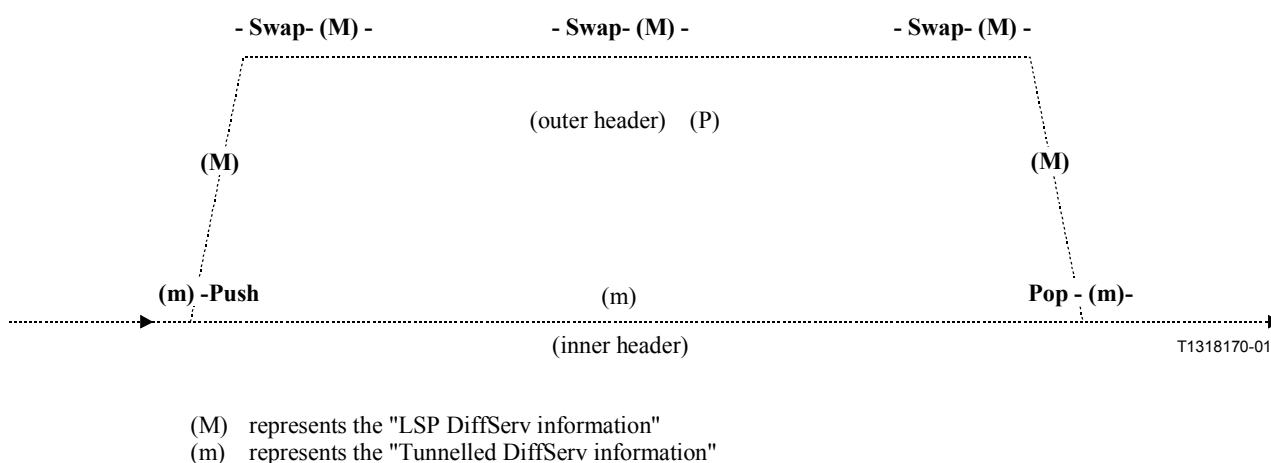 - Swap- (M) - - Swap- (M) - - Swap- (M) -
(outer header) (P)
(M) (M)
(m) -Push (m) Pop - (m)-
(inner header)
T1318170-01
(M) represents the "LSP DiffServ information"
(m) represents the "Tunnelled DiffServ information"